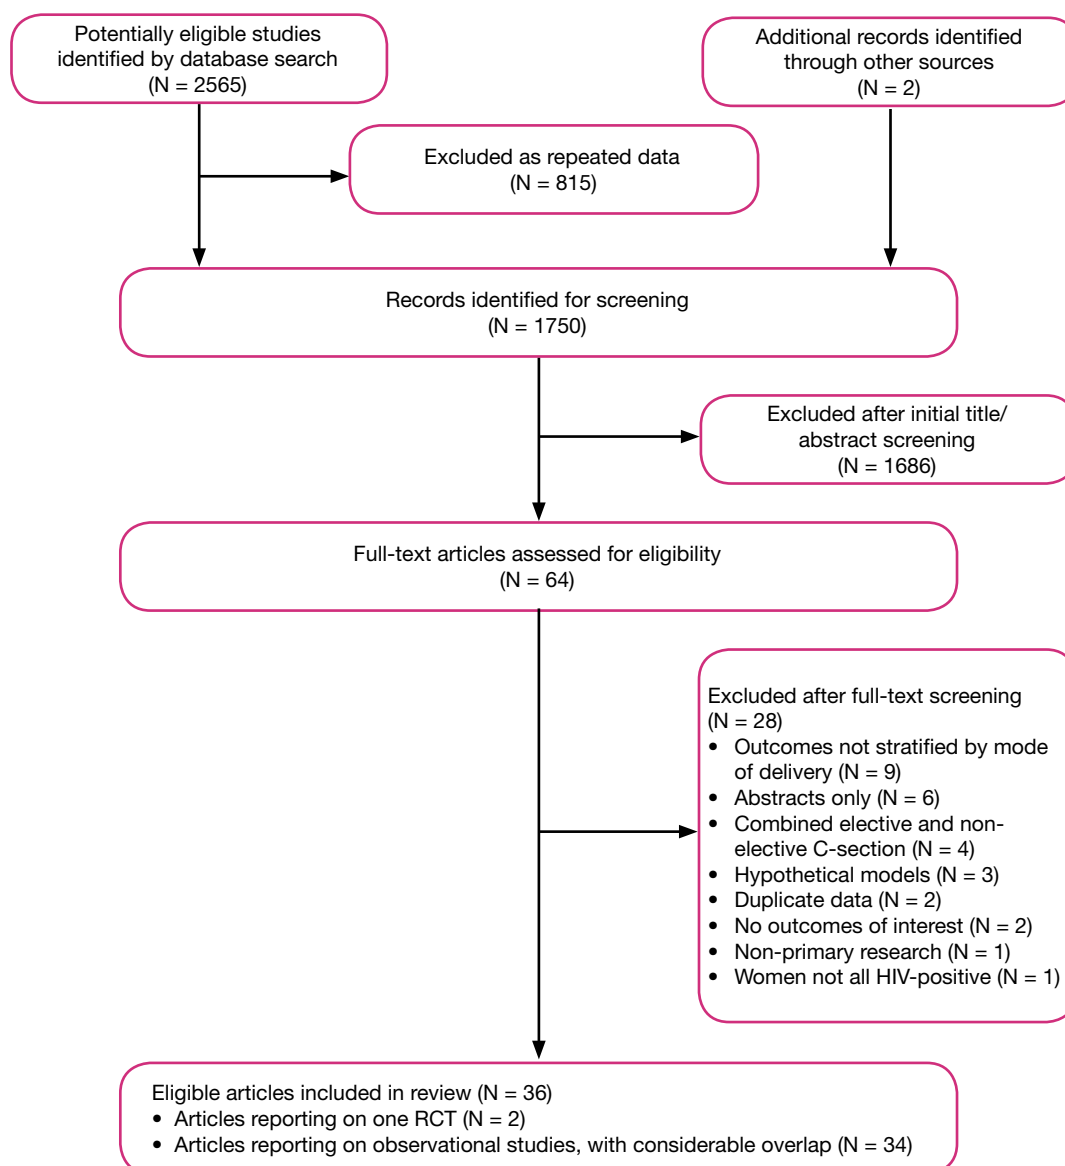 Potentially eligible studies
identified by database search
(N = 2565)
Additional records identified
through other sources
(N = 2)
Excluded as repeated data
(N = 815)
Records identified for screening
(N = 1750)
Excluded after initial title/
abstract screening
(N = 1686)
Full-text articles assessed for eligibility
(N = 64)
Excluded after full-text screening
(N = 28)
• Outcomes not stratified by mode
of delivery (N = 9)
• Abstracts only (N = 6)
• Combined elective and non-
elective C-section (N = 4)
• Hypothetical models (N = 3)
• Duplicate data (N = 2)
• No outcomes of interest (N = 2)
• Non-primary research (N = 1)
• Women not all HIV-positive (N = 1)
Eligible articles included in review (N = 36)
• Articles reporting on one RCT (N = 2)
• Articles reporting on observational studies, with considerable overlap (N = 34)